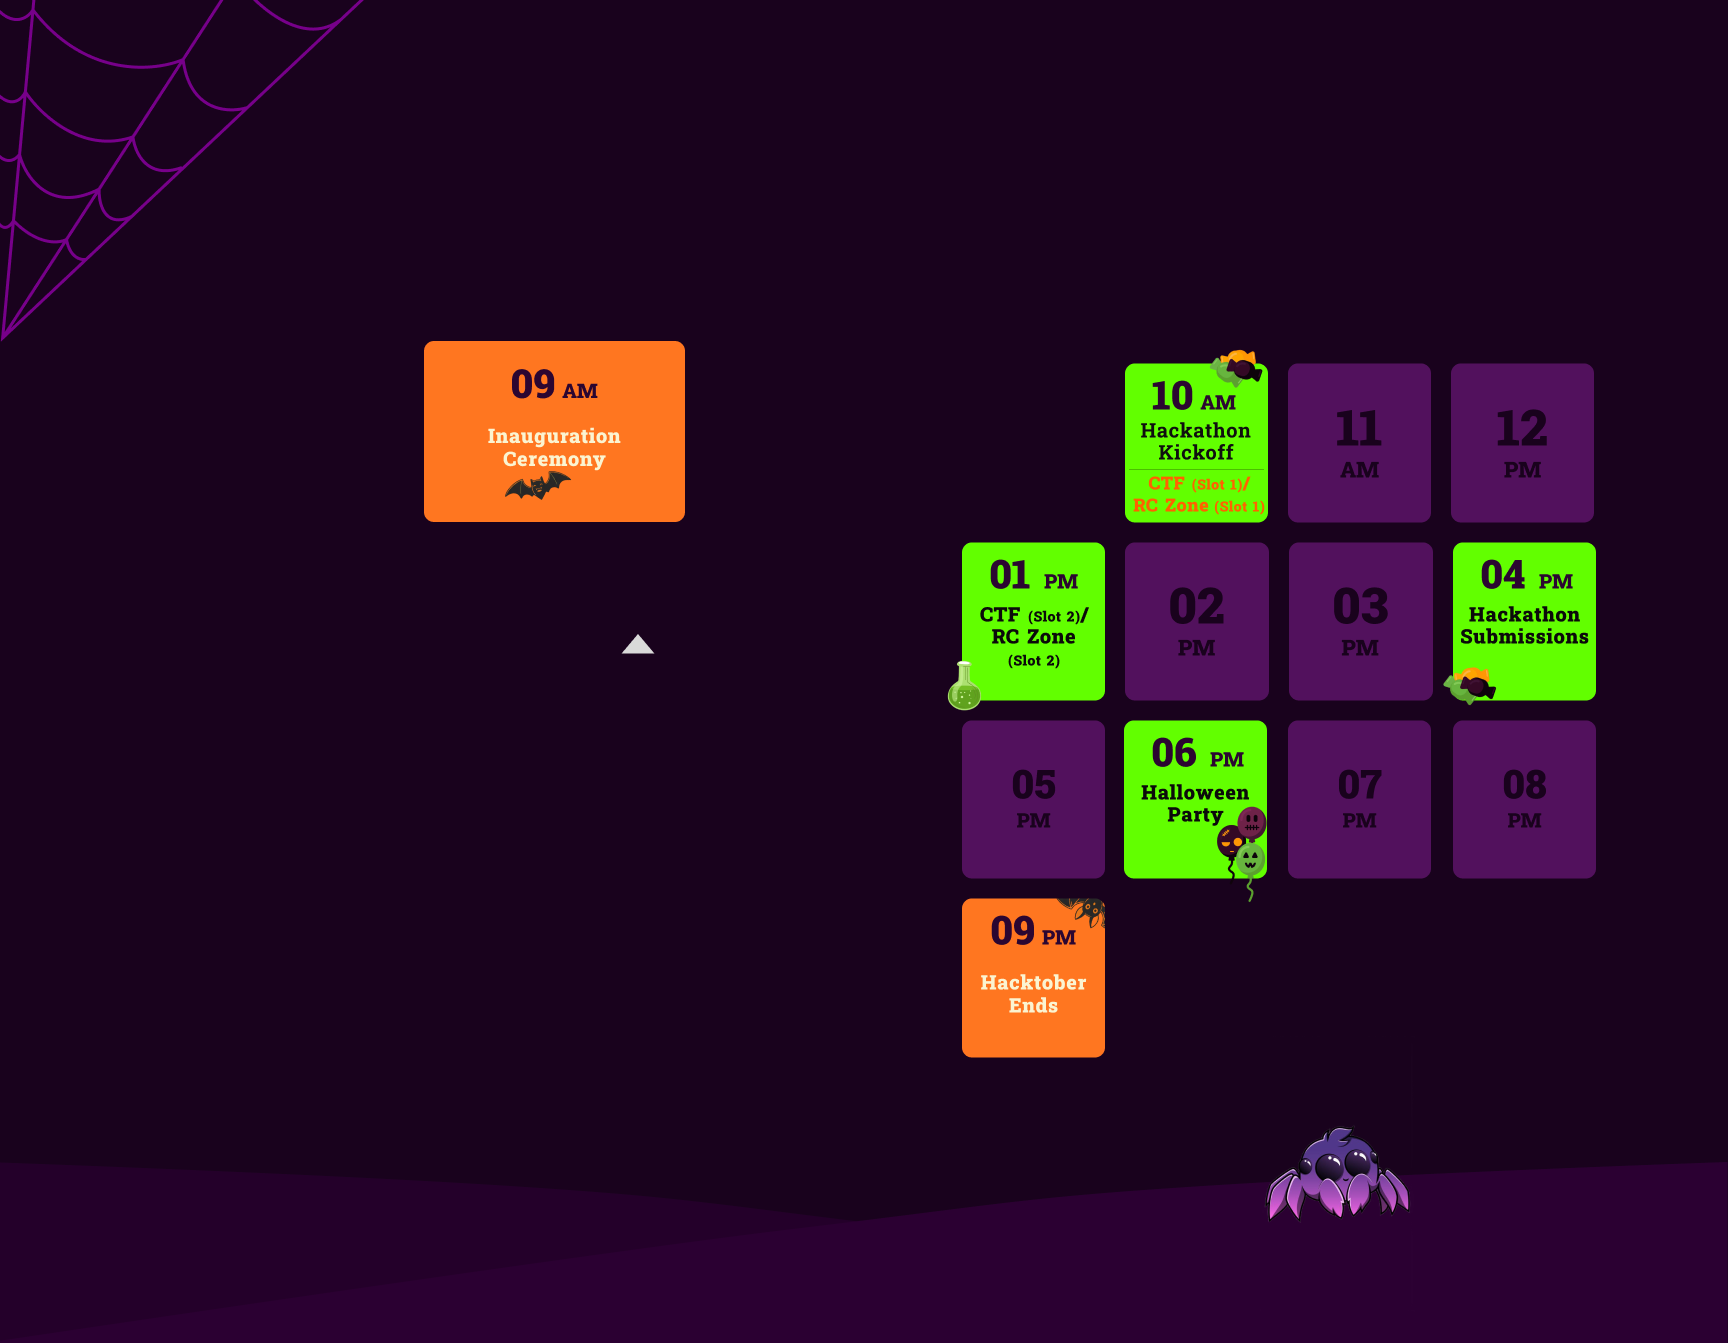 09 AM
Inauguration
Ceremony
10 AM
Hackathon
Kickoff
CTF (Slot 1)/
RC Zone (Slot 1)
11
AM
12
PM
01 PM
CTF (Slot 2)/
RC Zone
(Slot 2)
02
PM
03
PM
04 PM
Hackathon
Submissions
05
PM
06 PM
Halloween
Party
07
PM
08
PM
09 PM
Hacktober
Ends